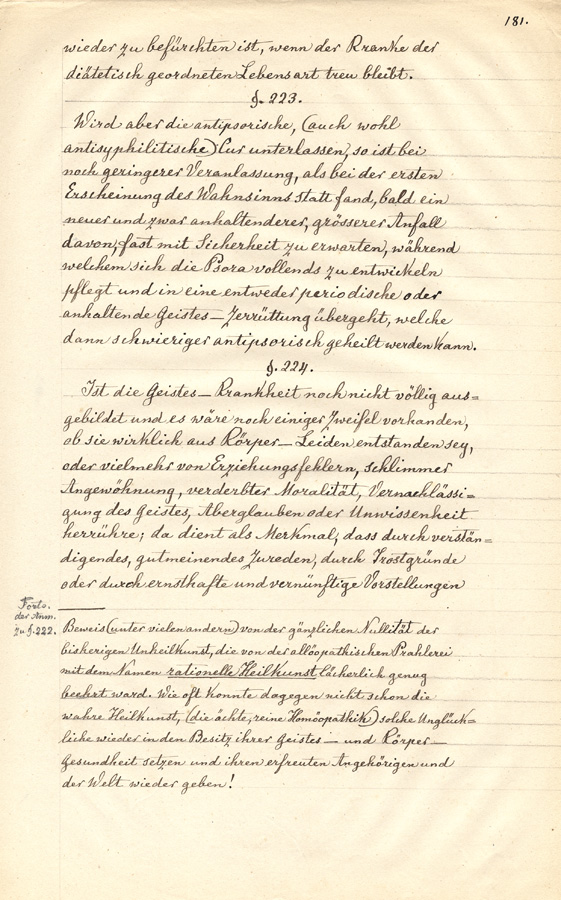 181.
wieder zu befürchten ist, wenn der Kranke der
diätetisch geordneten Lebensart treu bleibt.
§. 223.
Wird aber die antipsorische, (auch wohl
antisyphilitische) Cur unterlassen, so ist bei
noch geringerer Veranlassung, als bei der ersten
Erscheinung des Wahnsinns statt fand, bald ein
neuer und zwar anhaltenderer, grösserer Anfall
davon, fast mit Sicherheit zu erwarten, während
welchem sich die Psora vollends zu entwickeln
pflegt und in eine entweder periodische oder
anhaltende Geistes-Zerrüttung übergeht, welche
dann schwieriger antipsorisch geheilt werden kann.
§. 224.
Ist die Geistes-Krankheit noch nicht völlig aus=
gebildet und es wäre noch einiger Zweifel vorhanden,
ob sie wirklich aus Körper-Leiden entstanden sey,
oder vielmehr von Erziehungsfehlern, schlimmer
Angewöhnung, verderbter Moralität, Vernachlässi=
gung des Geistes, Aberglauben oder Unwissenheit
herrühre; da dient als Merkmal, dass durch verstän=
digendes, gutmeinendes Zureden, durch Trostgründe
oder durch ernsthafte und vernünftige Vorstellungen
Forts.
der Anm.
zu §. 222.
Beweis (unter vielen andern) von der gänzlichen Nullität der
bisherigen Unheilkunst, die von der allöopathischen Prahlerei
mit dem Namen rationelle Heilkunst lächerlich genug
beehrt ward. Wie oft konnte dagegen nicht schon die
wahre Heilkunst, (die ächte, reine Homöopathik) solche Unglück=
liche wieder in den Besitz ihrer Geistes- und Körper-
Gesundheit setzen und ihren erfreuten Angehörigen und
der Welt wieder geben!